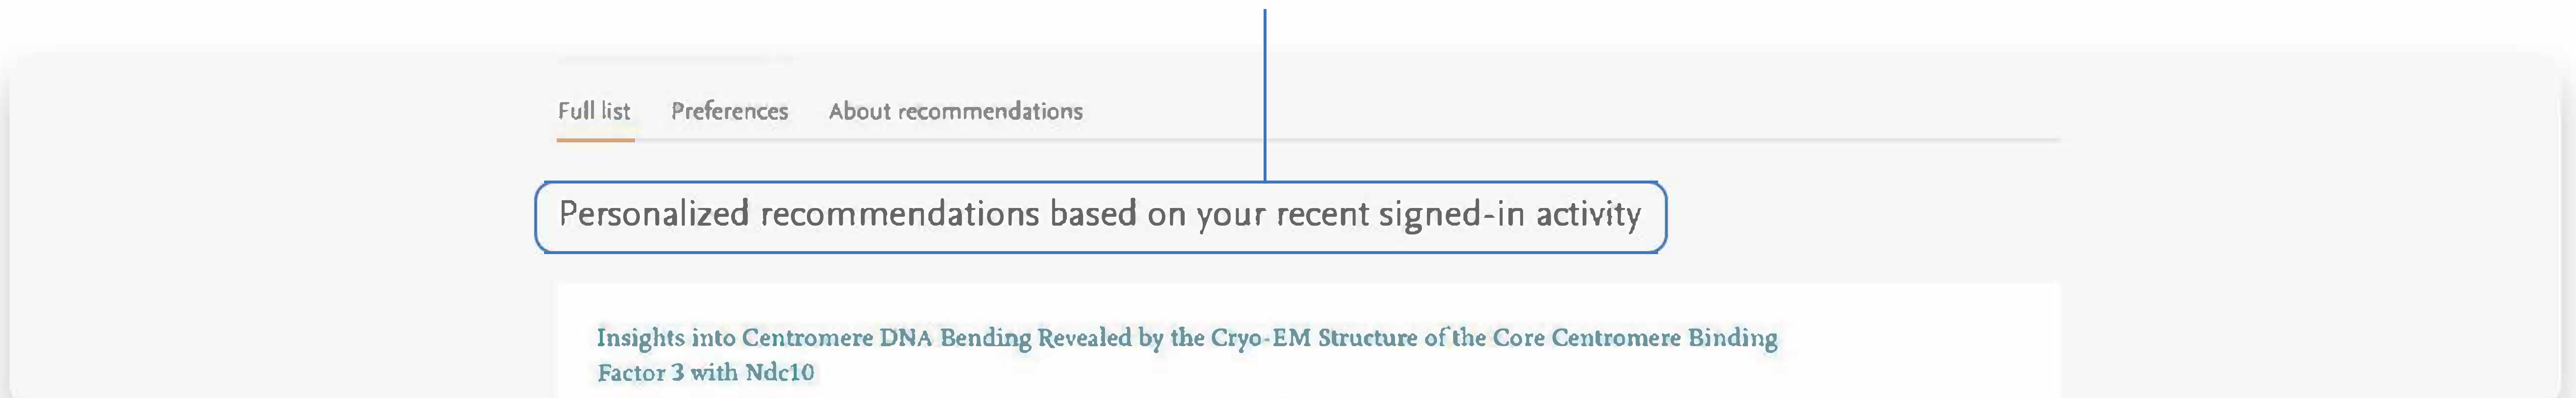 Full list Preferences About recommendations
Personalized recommendations based on your recent signed-in activity
Insights into Centromere DNA Bending Revealed by the Cryo-EM Structure of the Core Centromere Binding
Factor 3 with Ndc10